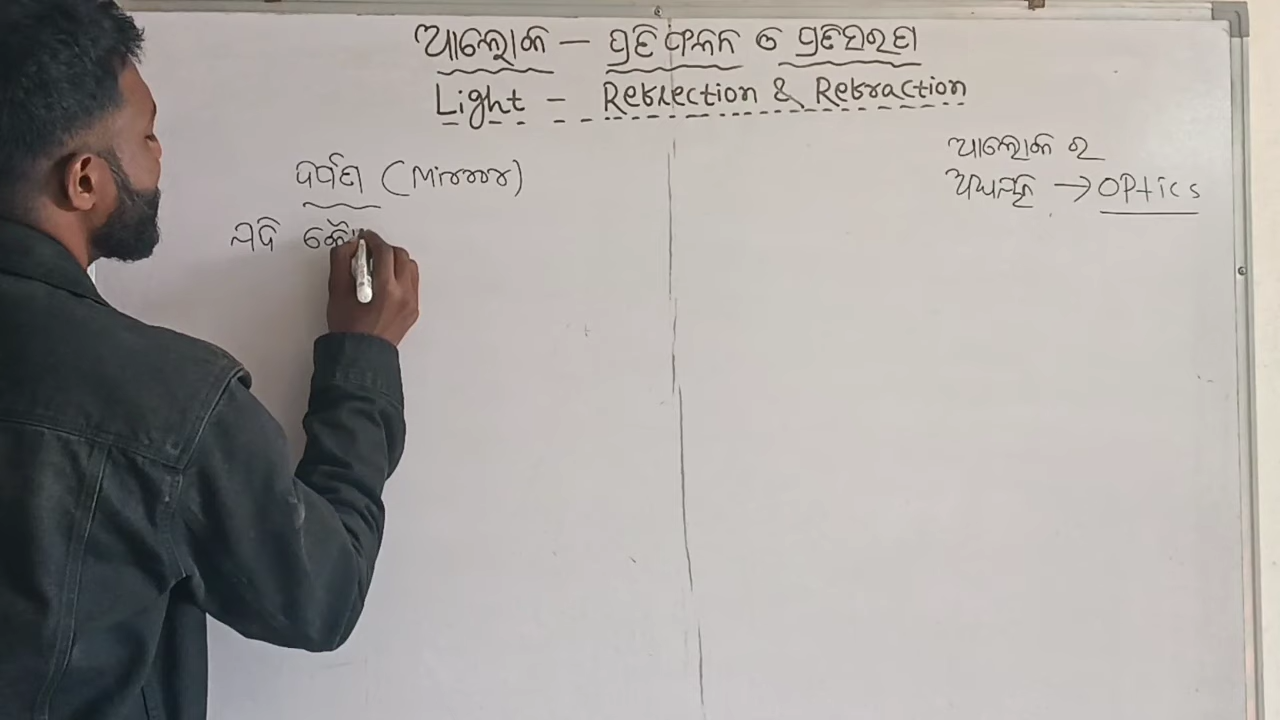 ଆଲୋକ – ପ୍ରତିଫଳନ ଓ ପ୍ରତିସରଣ
Light - Reflection & Refraction
ଦର୍ପଣ (Mirror)
ଯଦି
ଆଲୋକ ର
ଅଧ୍ୟୟନ → OPtics